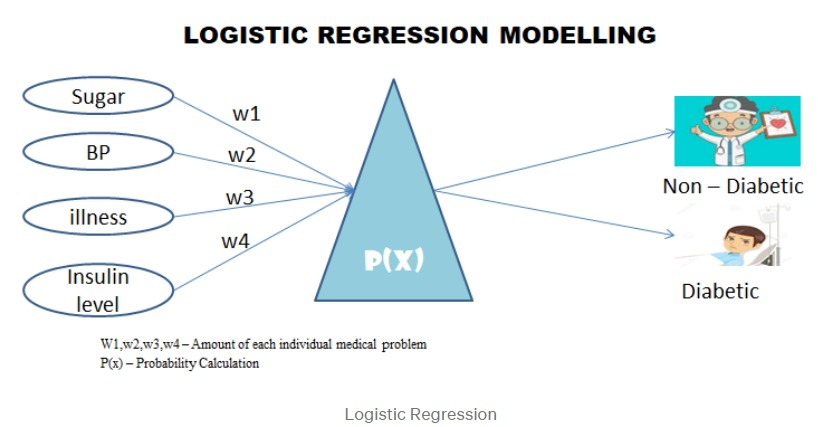 LOGISTIC REGRESSION MODELLING
Sugar
BP
illness
Insulin
level
w1
w2
w3
w4
P(X)
Non – Diabetic
Diabetic
W1,w2,w3,w4 – Amount of each individual medical problem
P(x) – Probability Calculation
Logistic Regression